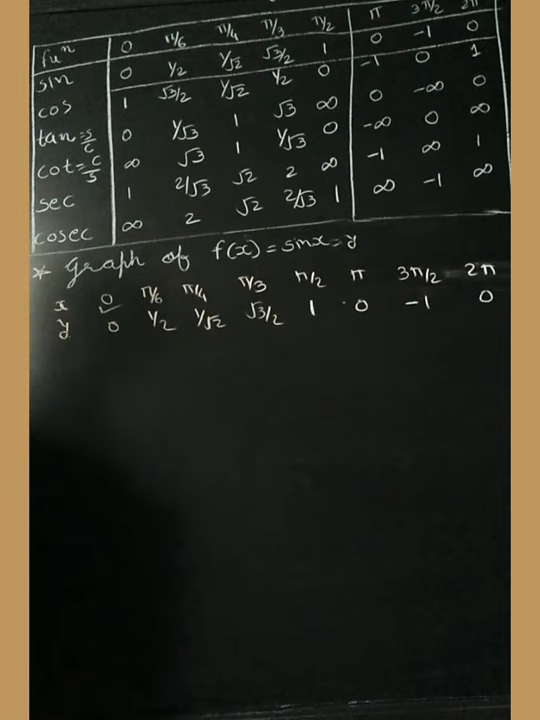 fun 0 π/6 π/4 π/3 π/2 π 3π/2 2π
sin 0 1/2 1/√2 √3/2 1 0 -1 0
cos 1 √3/2 1/√2 1/2 0 -1 0 1
tan=s/c 0 1/√3 1 √3 ∞ 0 -∞ 0
cot=c/s ∞ √3 1 1/√3 0 -∞ 0 ∞
sec 1 2/√3 √2 2 ∞ -1 ∞ 1
cosec ∞ 2 √2 2/√3 1 ∞ -1 ∞
* Graph of f(x)=sinx=y
x 0 π/6 π/4 π/3 π/2 π 3π/2 2π
y 0 1/2 1/√2 √3/2 1 0 -1 0